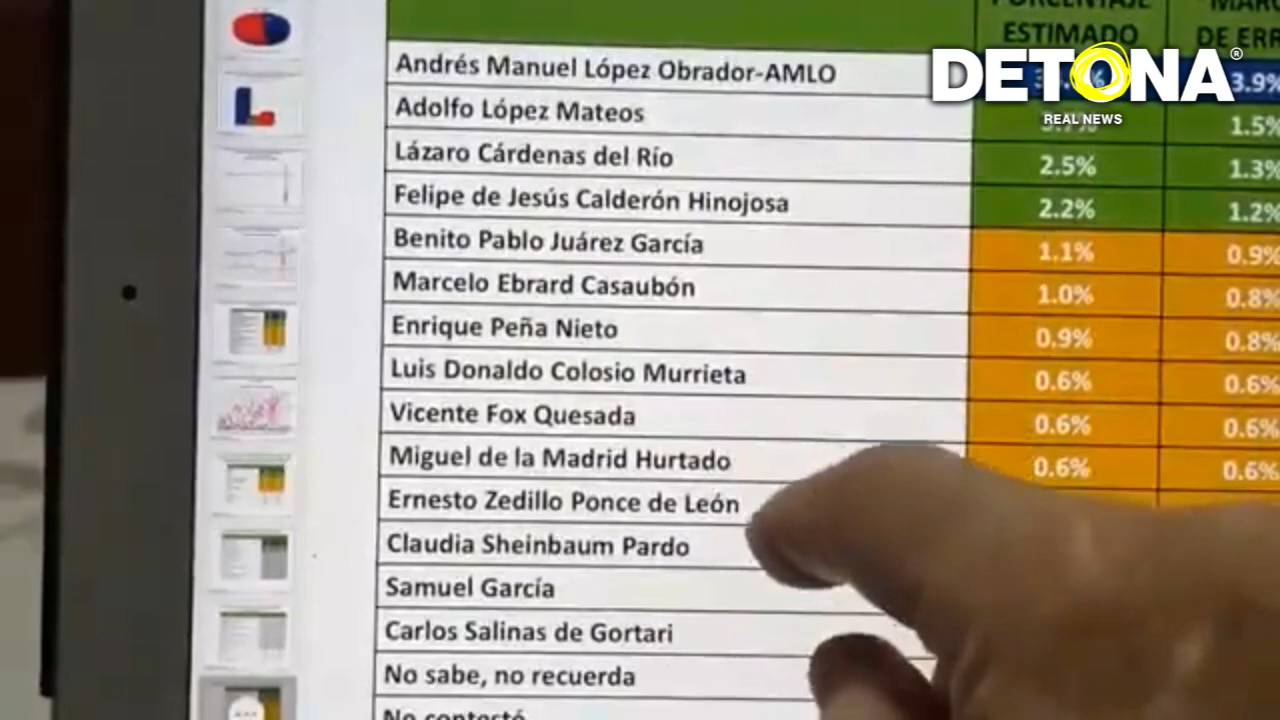 PORCENTAJE ESTIMADO
DE ERR
DETONA®
REAL NEWS
Andrés Manuel López Obrador-AMLO 3.9%
Adolfo López Mateos 1.5%
Lázaro Cárdenas del Río 2.5% 1.3%
Felipe de Jesús Calderón Hinojosa 2.2% 1.2%
Benito Pablo Juárez García 1.1% 0.9%
Marcelo Ebrard Casaubón 1.0% 0.8%
Enrique Peña Nieto 0.9% 0.8%
Luis Donaldo Colosio Murrieta 0.6% 0.6%
Vicente Fox Quesada 0.6% 0.6%
Miguel de la Madrid Hurtado 0.6% 0.6%
Ernesto Zedillo Ponce de León
Claudia Sheinbaum Pardo
Samuel García
Carlos Salinas de Gortari
No sabe, no recuerda
No contestó